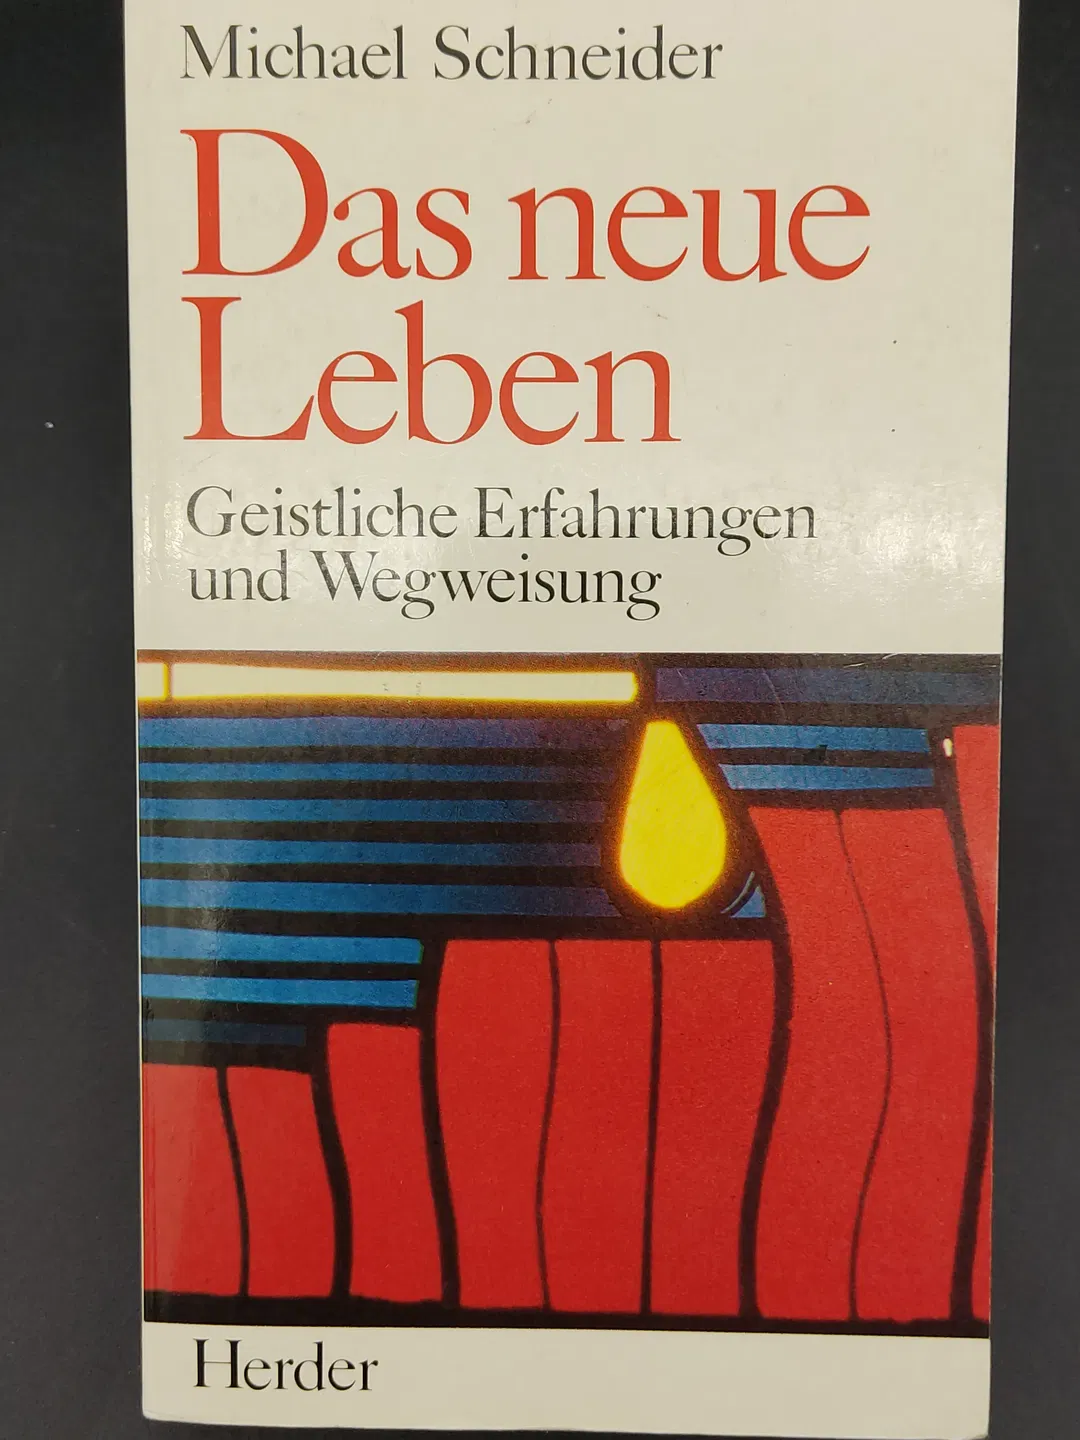 Michael Schneider
Das neue
Leben
Geistliche Erfahrungen
und Wegweisung
Herder